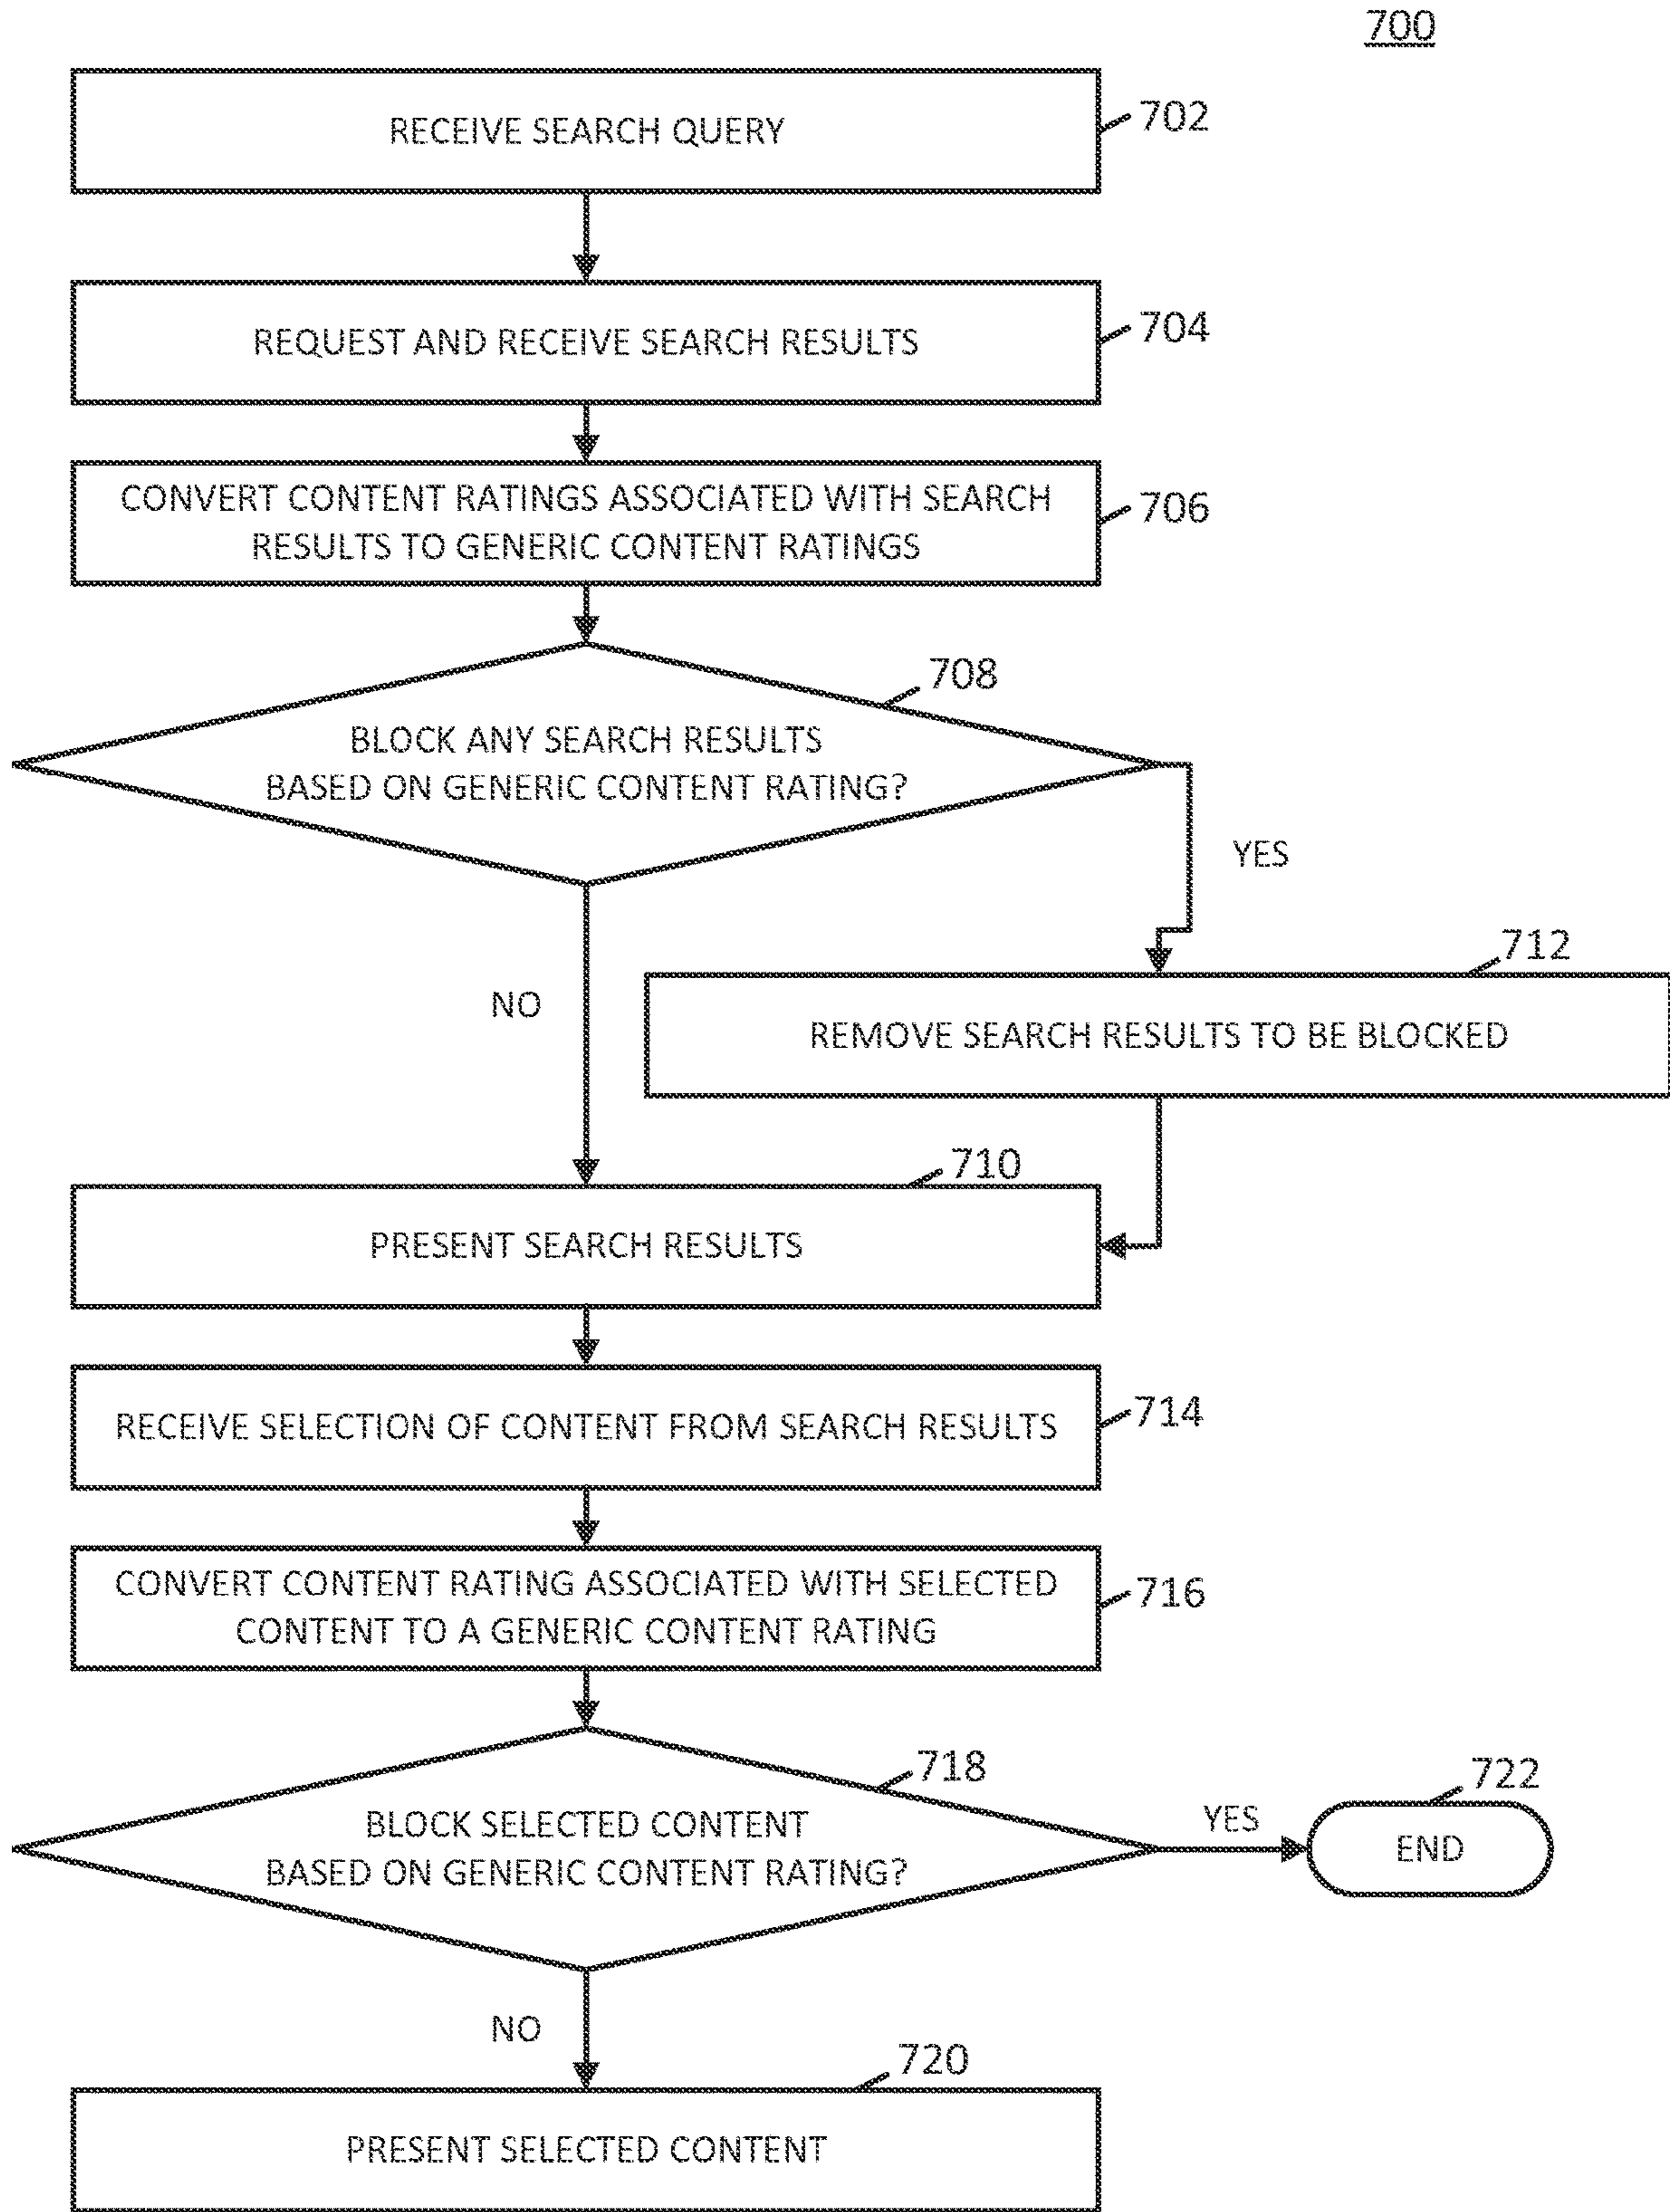 700
RECEIVE SEARCH QUERY
702
REQUEST AND RECEIVE SEARCH RESULTS
704
CONVERT CONTENT RATINGS ASSOCIATED WITH SEARCH
RESULTS TO GENERIC CONTENT RATINGS
706
708
BLOCK ANY SEARCH RESULTS
BASED ON GENERIC CONTENT RATING?
YES
NO
712
REMOVE SEARCH RESULTS TO BE BLOCKED
710
PRESENT SEARCH RESULTS
RECEIVE SELECTION OF CONTENT FROM SEARCH RESULTS
714
CONVERT CONTENT RATING ASSOCIATED WITH SELECTED
CONTENT TO A GENERIC CONTENT RATING
716
718
BLOCK SELECTED CONTENT
BASED ON GENERIC CONTENT RATING?
YES
722
END
NO
720
PRESENT SELECTED CONTENT